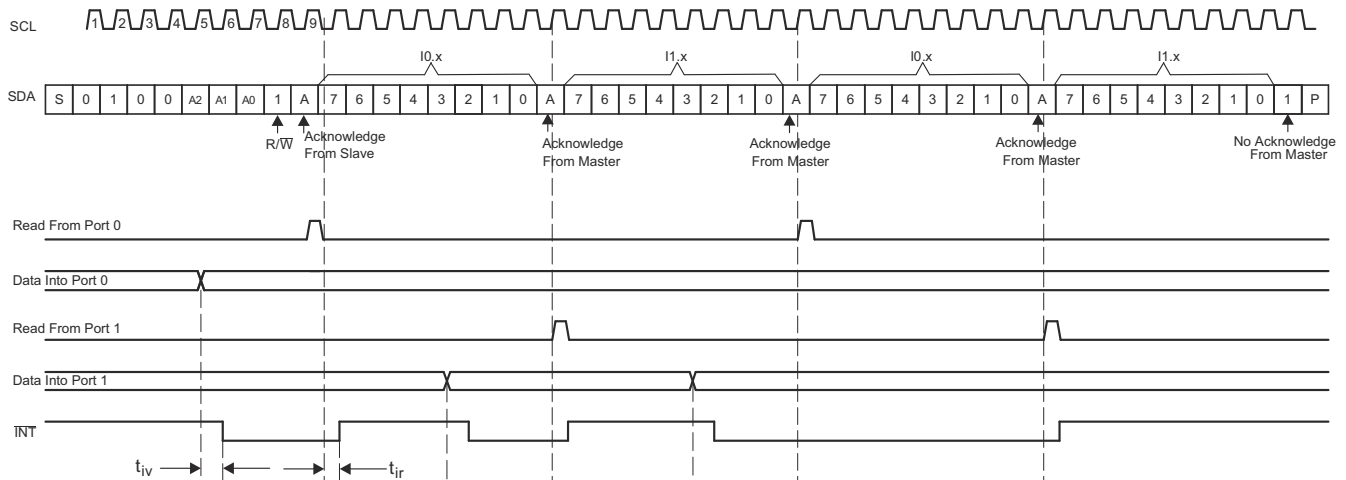 SCL 1 2 3 4 5 6 7 8 9
I0.x I1.x I0.x I1.x
SDA S 0 1 0 0 A2 A1 A0 1 A 7 6 5 4 3 2 1 0 A 7 6 5 4 3 2 1 0 A 7 6 5 4 3 2 1 0 A 7 6 5 4 3 2 1 0 1 P
R/W̅
Acknowledge
From Slave
Acknowledge
From Master
Acknowledge
From Master
Acknowledge
From Master
No Acknowledge
From Master
Read From Port 0
Data Into Port 0
Read From Port 1
Data Into Port 1
I̅N̅T̅
tiv
tir